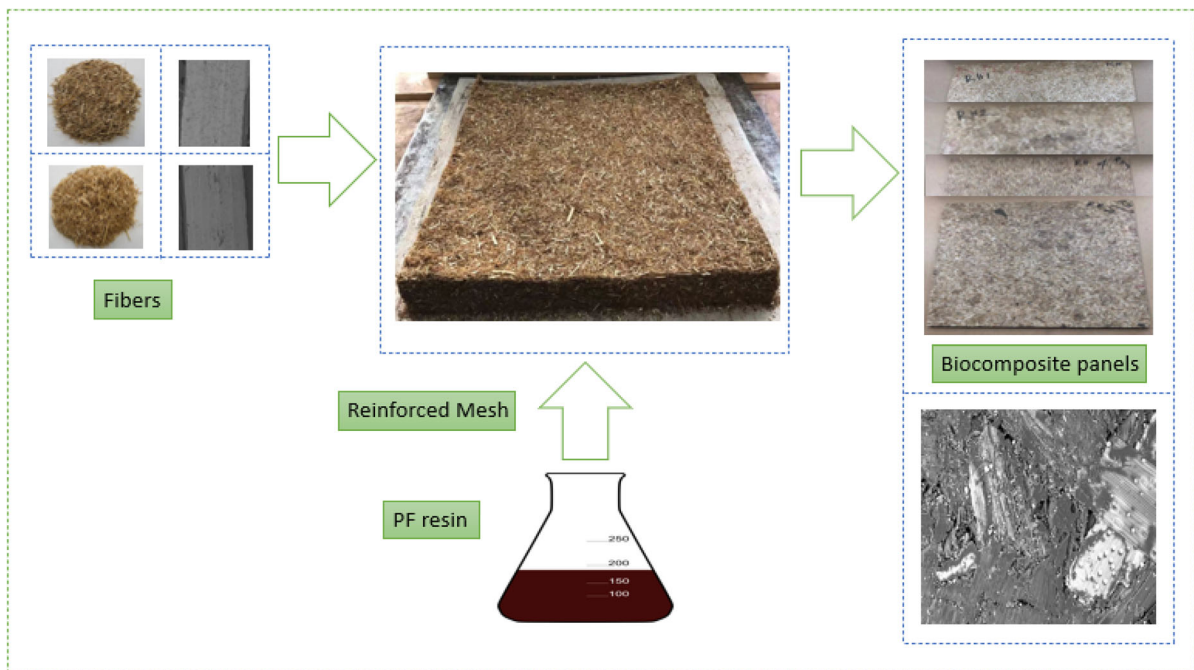 Fibers
Reinforced Mesh
PF resin
250
200
150
100
Biocomposite panels